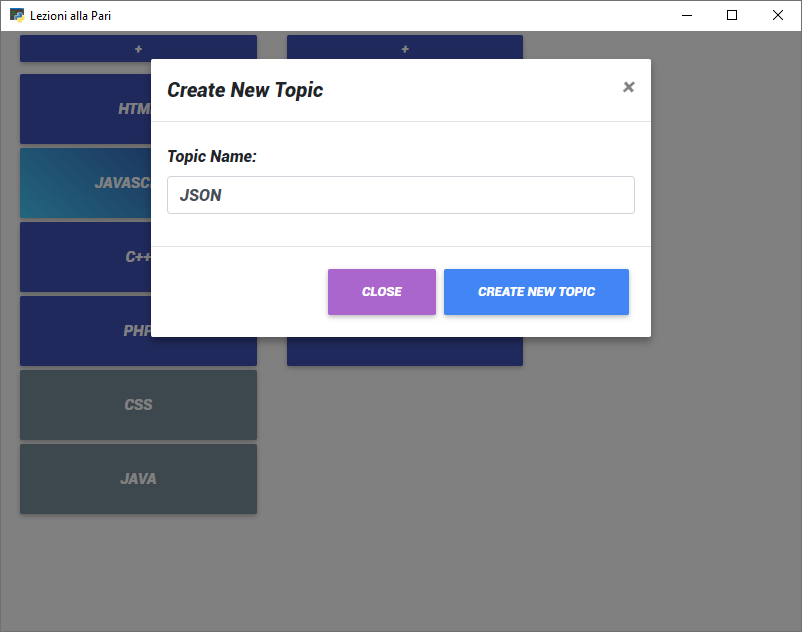 Lezioni alla Pari
+
+
Create New Topic
×
Topic Name:
JSON
CLOSE
CREATE NEW TOPIC
HTM
JAVASC
C++
PHP
CSS
JAVA